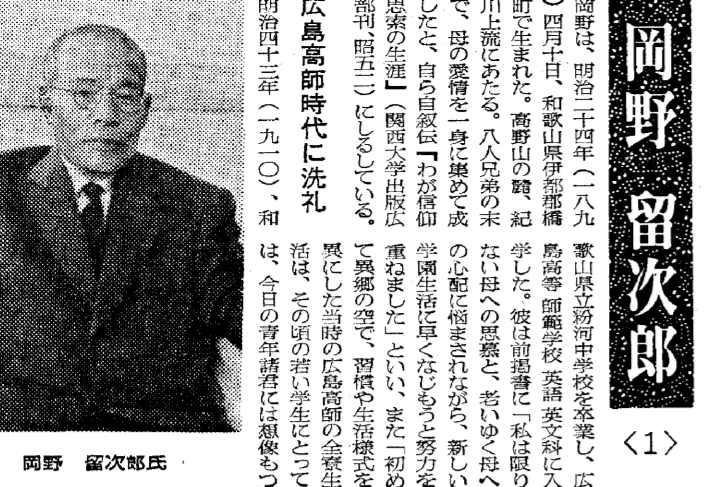 岡野 留次郎
〈1〉
岡野は、明治二十四年(一八九
)四月十日、和歌山県伊都郡橋
町で生まれた。高野山の麓、紀
川上流にあたる。八人兄弟の末
で、母の愛情を一身に集めて成
したと、自ら自叙伝『わが信仰
思索の生涯』(関西大学出版広
部刊、昭五二)にしるしている。
広島高師時代に洗礼
明治四十三年(一九一〇)、和
歌山県立粉河中学校を卒業し、広
島高等師範学校英語英文科に入
学した。彼は前掲書に「私は限り
ない母への思慕と、老いゆく母へ
の心配に悩まされながら、新しい
学園生活に早くなじもうと努力を
重ねました」といい、また「初め
て異郷の空で、習慣や生活様式を
異にした当時の広島高師の全寮生
活は、その頃の若い学生にとって
は、今日の青年諸君には想像もつ
岡野 留次郎氏